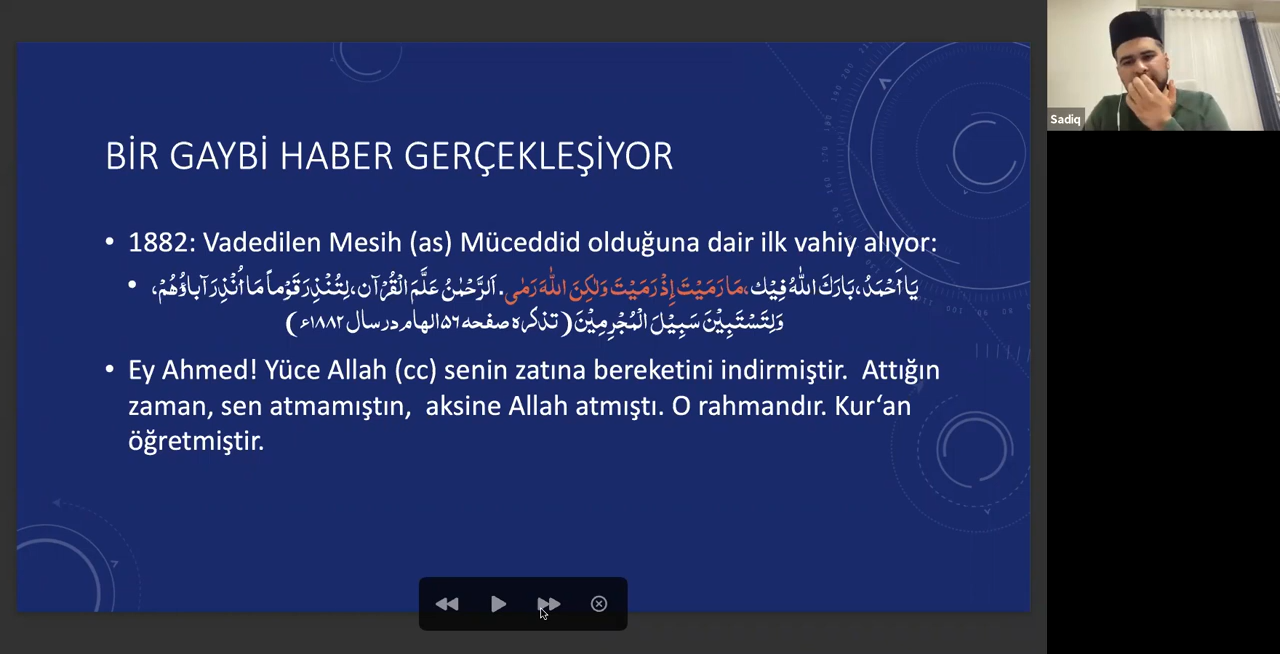 BİR GAYBİ HABER GERÇEKLEŞİYOR
• 1882: Vadedilen Mesih (as) Müceddid olduğuna dair ilk vahiy alıyor:
• يَا اَحْمَدُ، بَارَكَ اللّٰهُ فِيْكَ، مَا رَمَيْتَ إِذْ رَمَيْتَ وَلٰكِنَّ اللّٰهَ رَمٰى. اَلرَّحْمٰنُ عَلَّمَ الْقُرْآنَ، لِتُنْذِرَ قَوْماً مَا اُنْذِرَ آباؤُهُمْ،
وَلِتَسْتَبِيْنَ سَبِيْلَ الْمُجْرِمِيْنَ (تذکرہ صفحہ ۵۶ الہام در سال ۱۸۸۲ء)
• Ey Ahmed! Yüce Allah (cc) senin zatına bereketini indirmiştir. Attığın
zaman, sen atmamıştın, aksine Allah atmıştı. O rahmandır. Kur‘an
öğretmiştir.
Sadiq